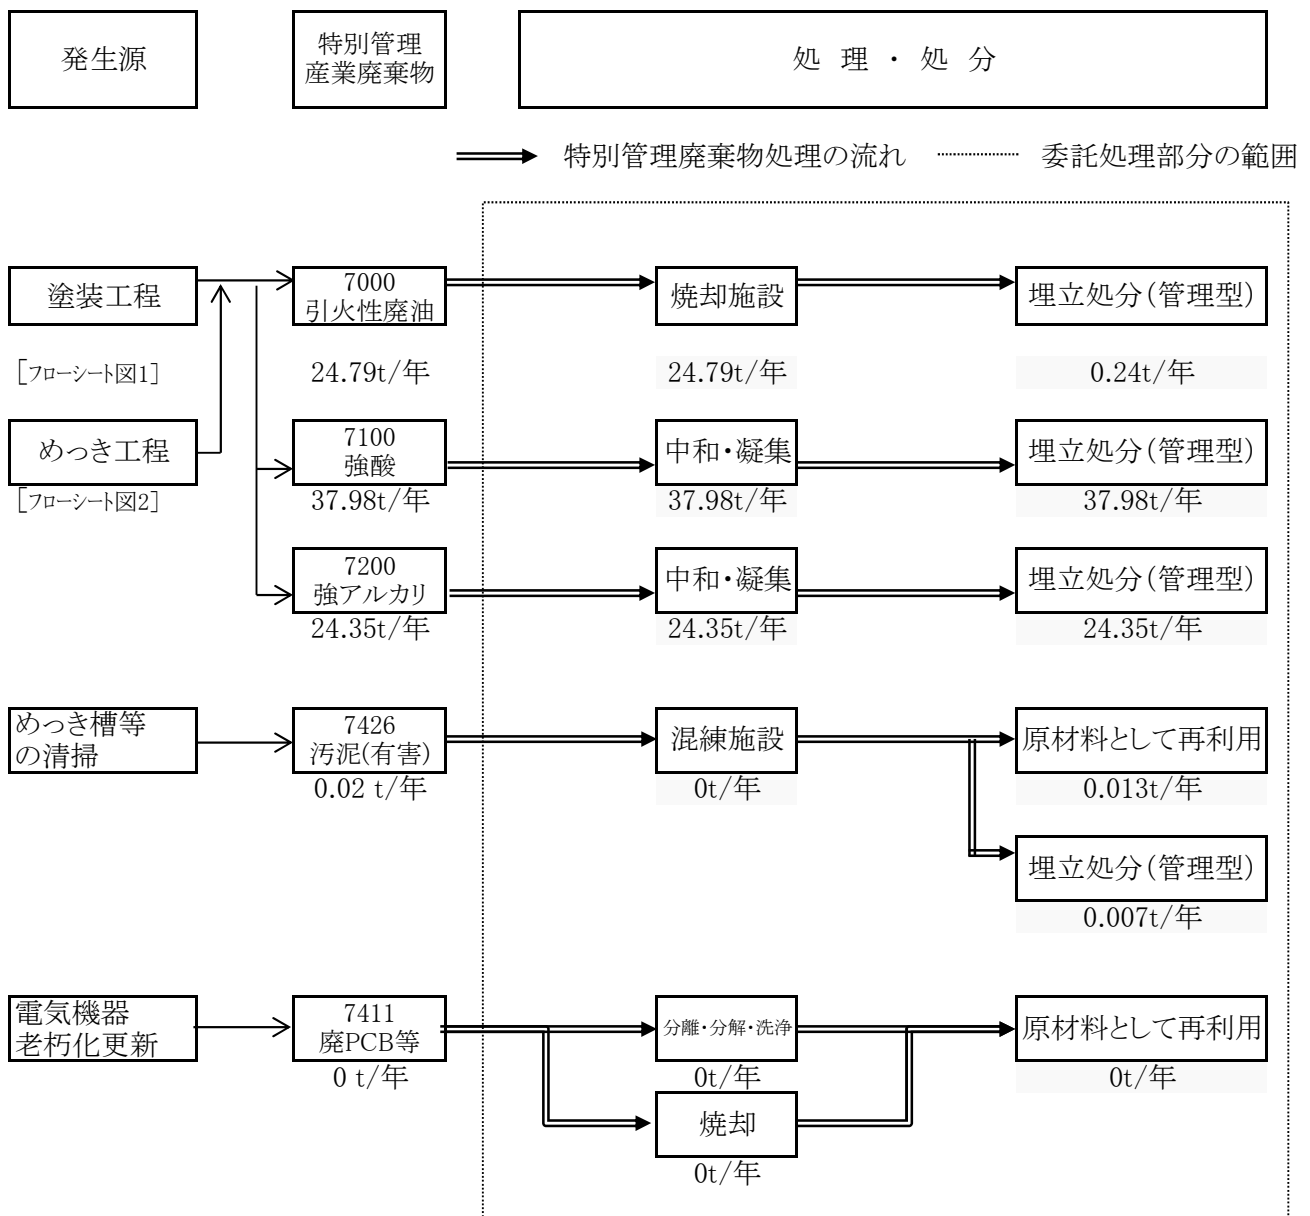 発生源
特別管理
産業廃棄物
処 理 ・ 処 分
特別管理廃棄物処理の流れ
委託処理部分の範囲
塗装工程
7000
引火性廃油
焼却施設
埋立処分(管理型)
[フローシート図1]
24.79t/年
24.79t/年
0.24t/年
めっき工程
7100
強酸
中和・凝集
埋立処分(管理型)
[フローシート図2]
37.98t/年
37.98t/年
37.98t/年
7200
強アルカリ
中和・凝集
埋立処分(管理型)
24.35t/年
24.35t/年
24.35t/年
めっき槽等
の清掃
7426
汚泥(有害)
混練施設
原材料として再利用
0.02 t/年
0t/年
0.013t/年
埋立処分(管理型)
0.007t/年
電気機器
老朽化更新
7411
廃PCB等
分離・分解・洗浄
原材料として再利用
0 t/年
0t/年
0t/年
焼却
0t/年